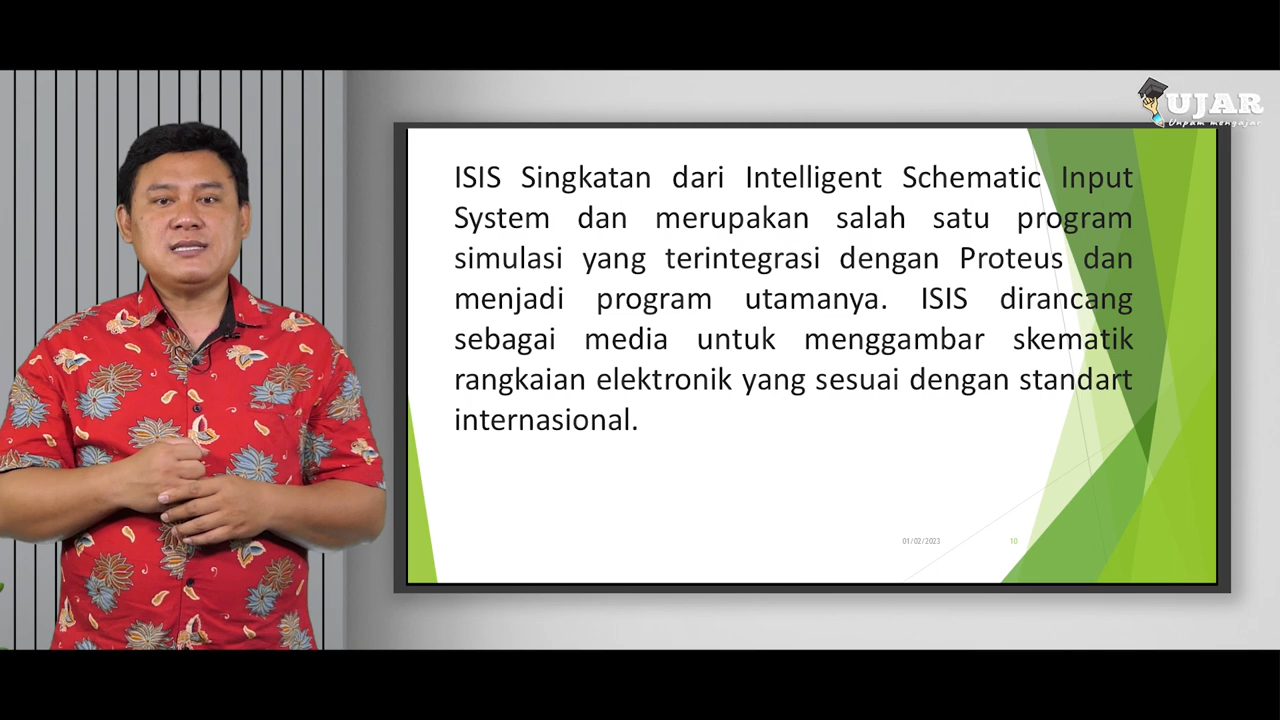 UJAR
Unpam mengajar
ISIS Singkatan dari Intelligent Schematic Input
System dan merupakan salah satu program
simulasi yang terintegrasi dengan Proteus dan
menjadi program utamanya. ISIS dirancang
sebagai media untuk menggambar skematik
rangkaian elektronik yang sesuai dengan standart
internasional.
01/02/2023
10